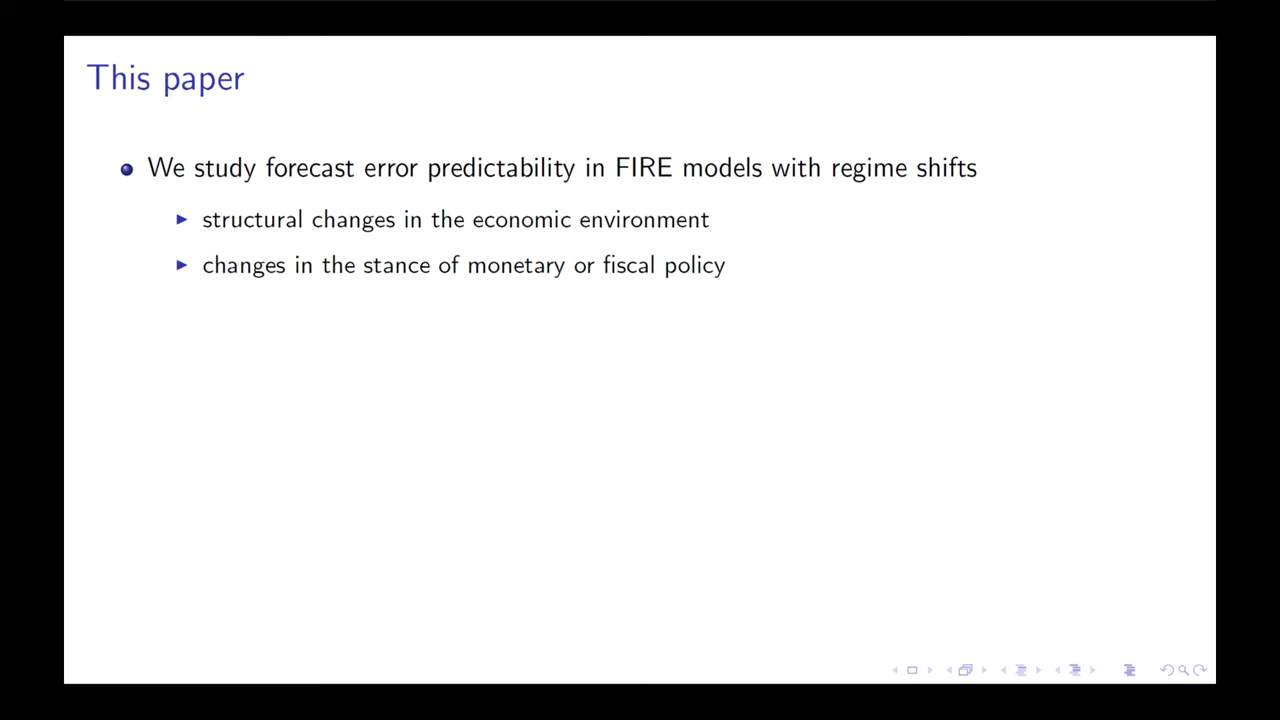 This paper
We study forecast error predictability in FIRE models with regime shifts
structural changes in the economic environment
changes in the stance of monetary or fiscal policy